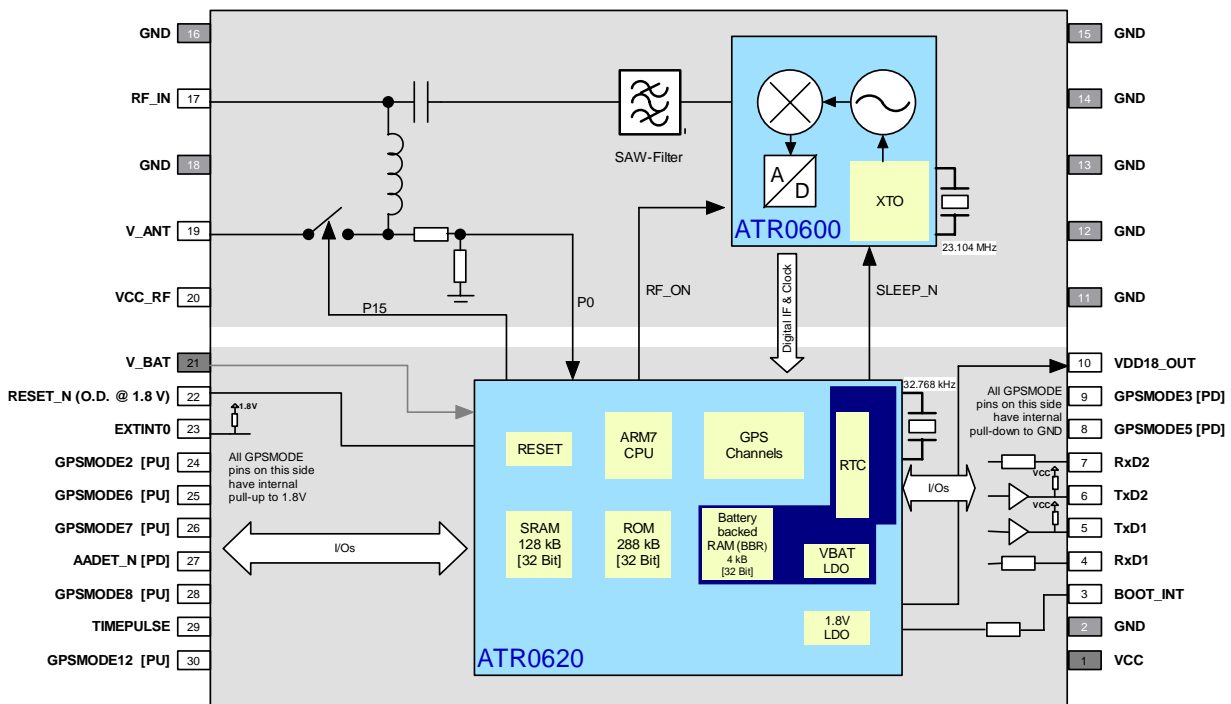 GND 16
RF_IN 17
GND 18
V_ANT 19
VCC_RF 20
V_BAT 21
RESET_N (O.D. @ 1.8 V) 22
EXTINT0 23
GPSMODE2 [PU] 24
GPSMODE6 [PU] 25
GPSMODE7 [PU] 26
AADET_N [PD] 27
GPSMODE8 [PU] 28
TIMEPULSE 29
GPSMODE12 [PU] 30
SAW-Filter
A
D
XTO
ATR0600
23.104 MHz
P15
P0
RF_ON
Digital IF & Clock
SLEEP_N
1.8V
All GPSMODE
pins on this side
have internal
pull-up to 1.8V
I/Os
RESET
ARM7
CPU
GPS
Channels
RTC
SRAM
128 kB
[32 Bit]
ROM
288 kB
[32 Bit]
Battery
backed
RAM (BBR)
4 kB
[32 Bit]
VBAT
LDO
1.8V
LDO
ATR0620
32.768 kHz
I/Os
All GPSMODE
pins on this side
have internal
pull-down to GND
VCC
VCC
15 GND
14 GND
13 GND
12 GND
11 GND
10 VDD18_OUT
9 GPSMODE3 [PD]
8 GPSMODE5 [PD]
7 RxD2
6 TxD2
5 TxD1
4 RxD1
3 BOOT_INT
2 GND
1 VCC